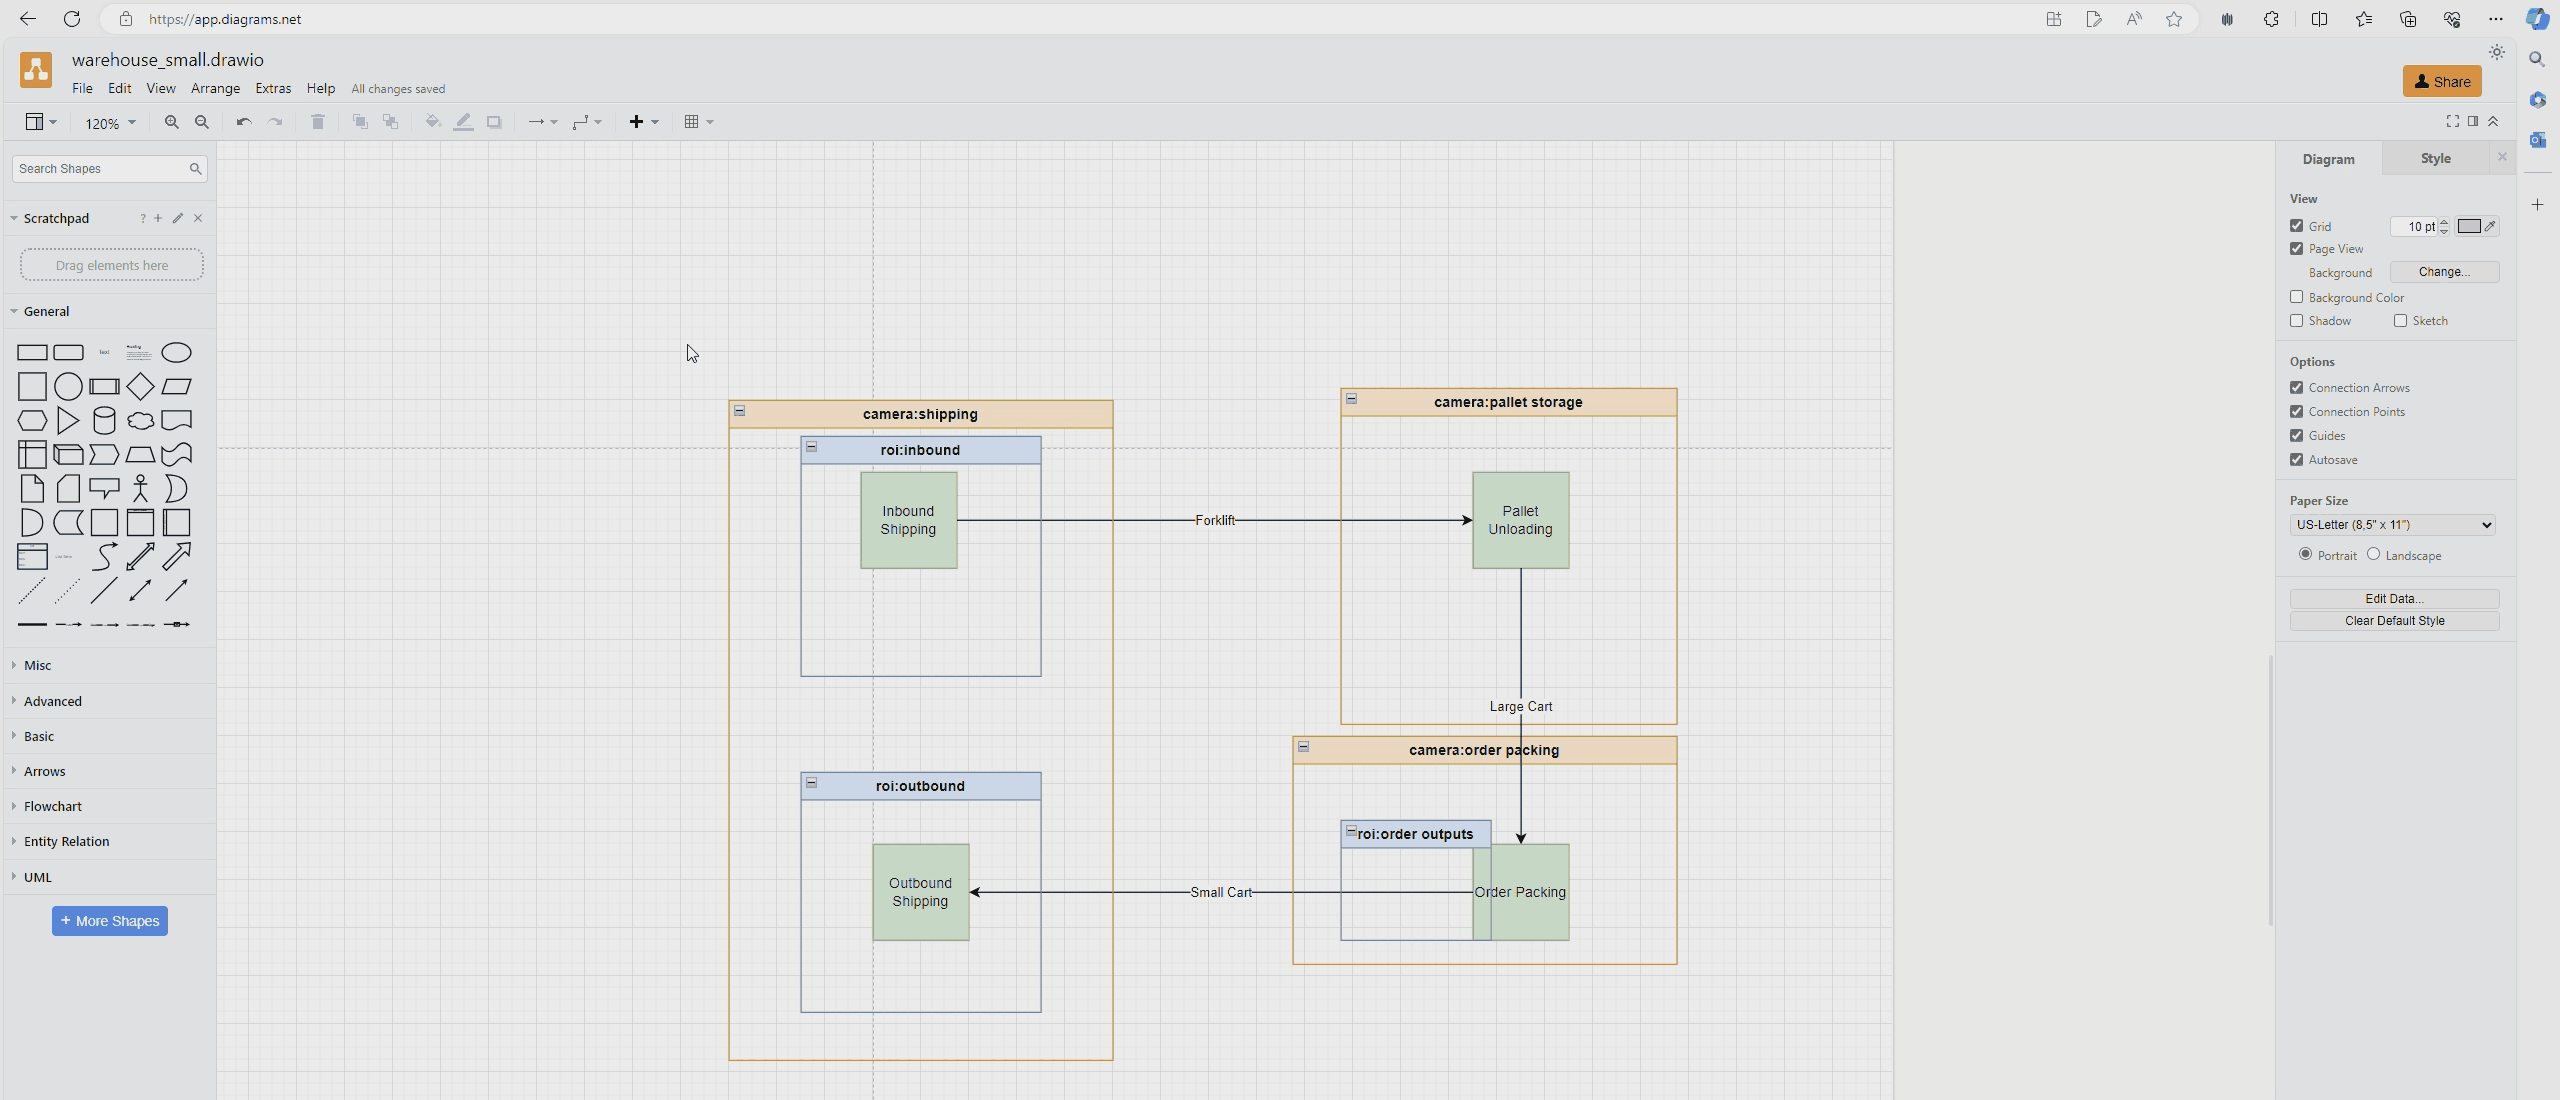 https://app.diagrams.net
warehouse_small.drawio
File Edit View Arrange Extras Help All changes saved
Share
120%
Search Shapes
Scratchpad ?
Drag elements here
General
Text
Heading
Misc
Advanced
Basic
Arrows
Flowchart
Entity Relation
UML
+ More Shapes
camera:shipping
roi:inbound
Inbound
Shipping
Forklift
camera:pallet storage
Pallet
Unloading
Large Cart
camera:order packing
roi:order outputs
Order Packing
Small Cart
roi:outbound
Outbound
Shipping
Diagram Style
View
Grid 10 pt
Page View
Background Change...
Background Color
Shadow Sketch
Options
Connection Arrows
Connection Points
Guides
Autosave
Paper Size
US-Letter (8,5" x 11")
Portrait Landscape
Edit Data...
Clear Default Style